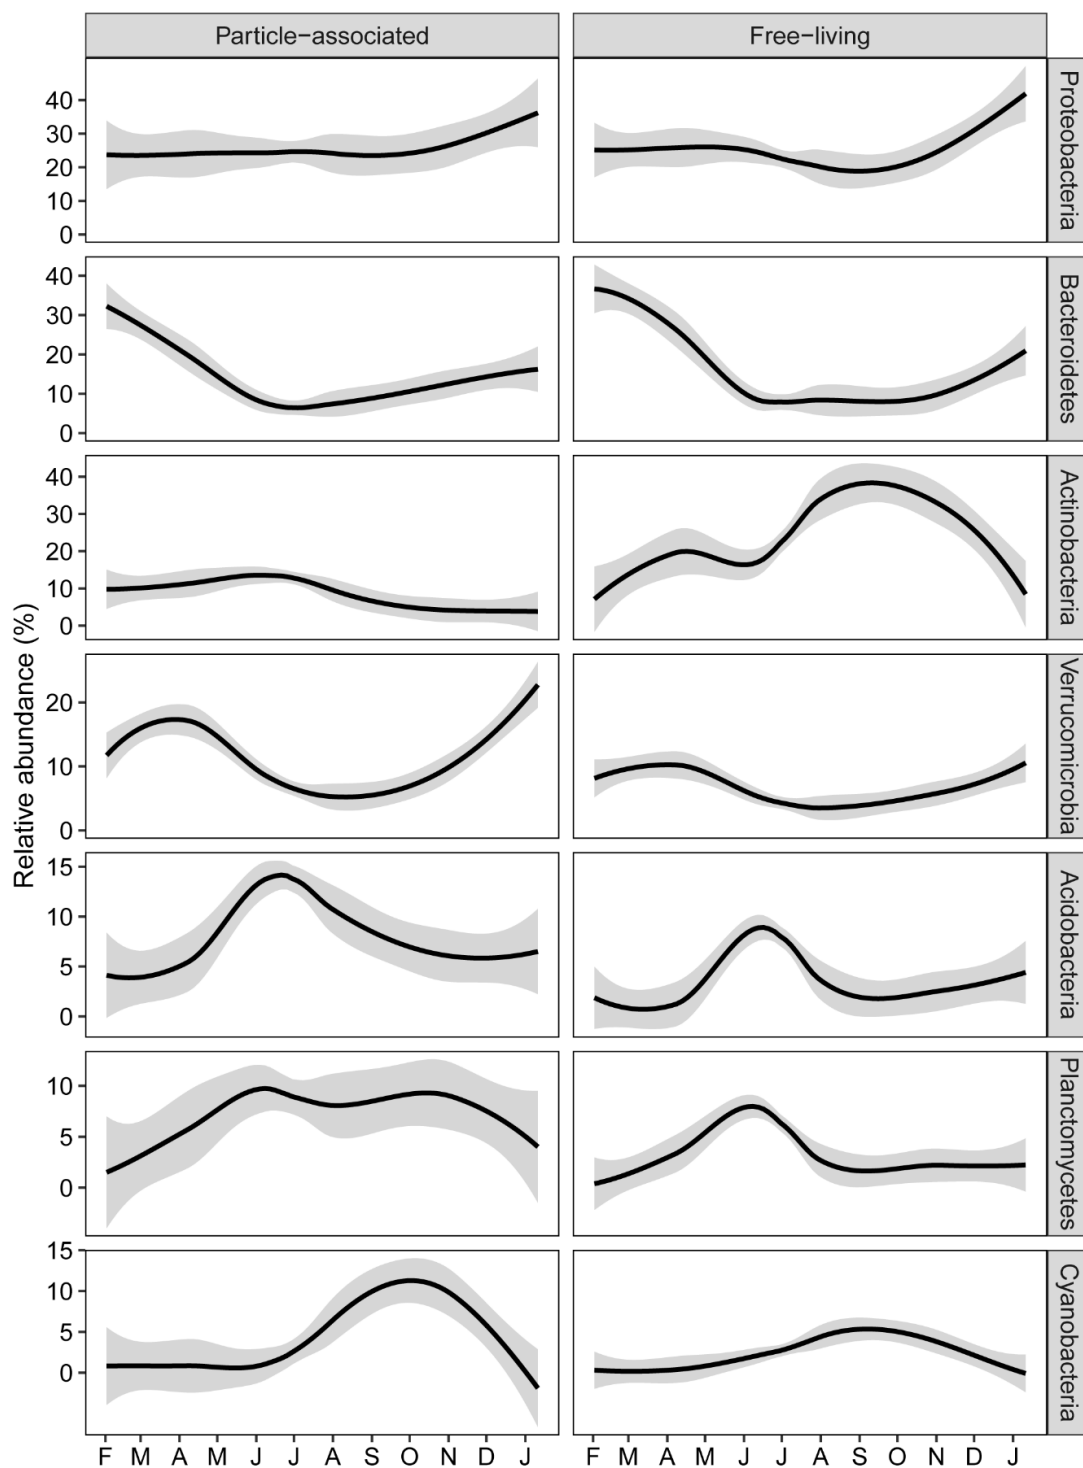 Particle−associated
Free−living
40
30
20
10
0
Proteobacteria
40
30
20
10
0
Bacteroidetes
40
30
20
10
0
Actinobacteria
20
10
0
Verrucomicrobia
15
10
5
0
Acidobacteria
10
5
0
Planctomycetes
15
10
5
0
Cyanobacteria
Relative abundance (%)
F M A M J J A S O N D J
F M A M J J A S O N D J